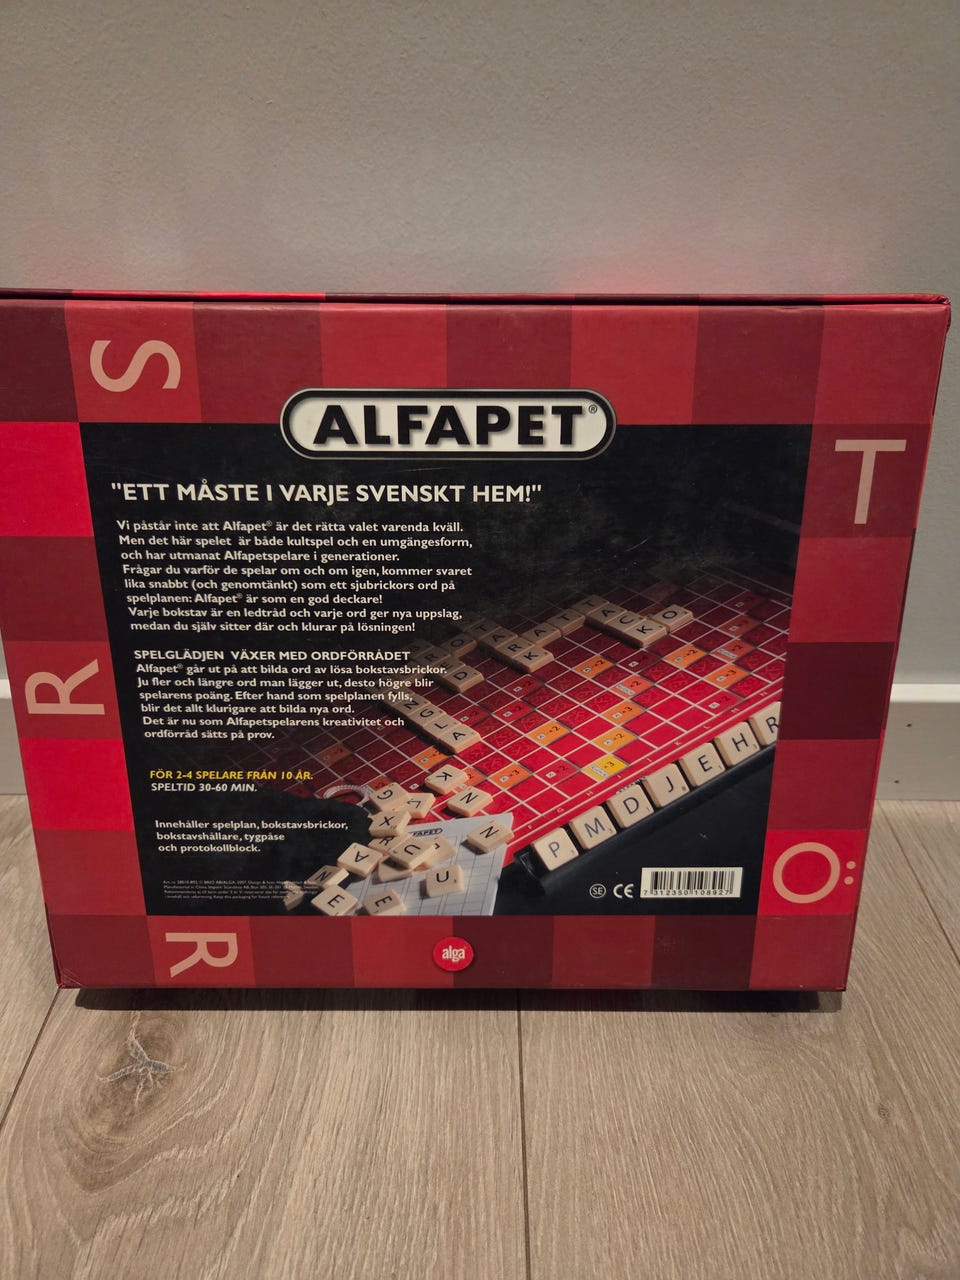 S
ALFAPET®
T
"ETT MÅSTE I VARJE SVENSKT HEM!"
Vi påstår inte att Alfapet® är det rätta valet varenda kväll.
Men det här spelet är både kultspel och en umgängesform,
och har utmanat Alfapetspelare i generationer.
Frågar du varför de spelar om och om igen, kommer svaret
lika snabbt (och genomtänkt) som ett sjubrickors ord på
spelplanen: Alfapet® är som en god deckare!
Varje bokstav är en ledtråd och varje ord ger nya uppslag,
medan du själv sitter där och klurar på lösningen!
SPELGLÄDJEN VÄXER MED ORDFÖRRÅDET
Alfapet® går ut på att bilda ord av lösa bokstavsbrickor.
Ju fler och längre ord man lägger ut, desto högre blir
spelarens poäng. Efter hand som spelplanen fylls,
blir det allt klurigare att bilda nya ord.
Det är nu som Alfapetspelarens kreativitet och
ordförråd sätts på prov.
R
FÖR 2-4 SPELARE FRÅN 10 ÅR.
SPELTID 30-60 MIN.
Innehåller spelplan, bokstavsbrickor,
bokstavshållare, tygpåse
och protokollblock.
P M D J E H R
K
N
N
X
A
U
E
E
SE CE
7 312350 108927
Ö
R
alga